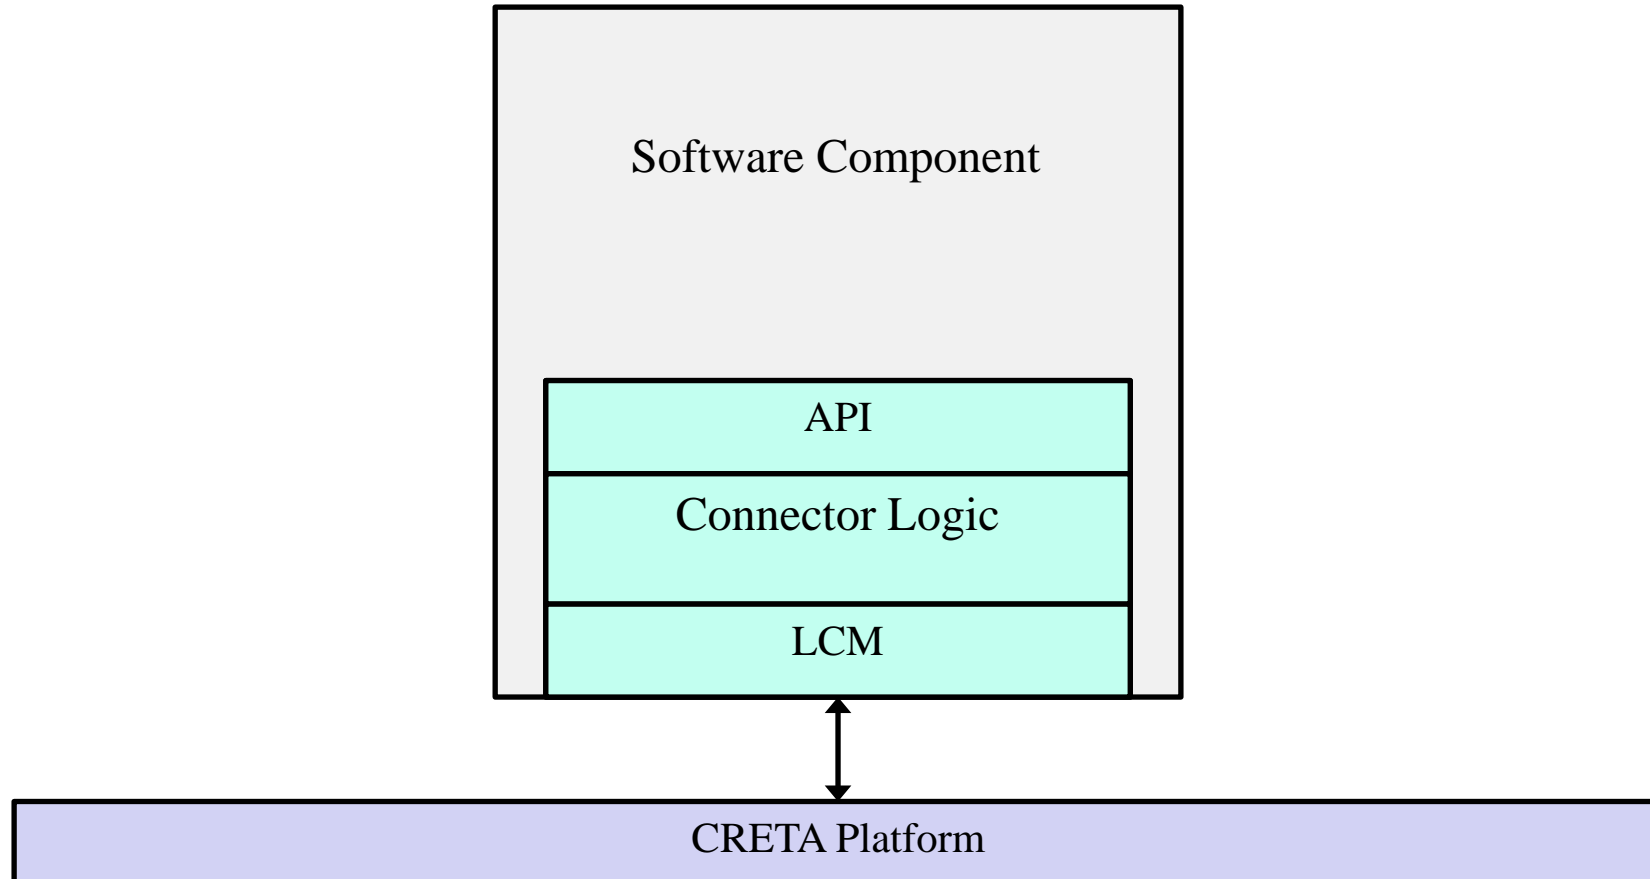 Software Component
API
Connector Logic
LCM
CRETA Platform